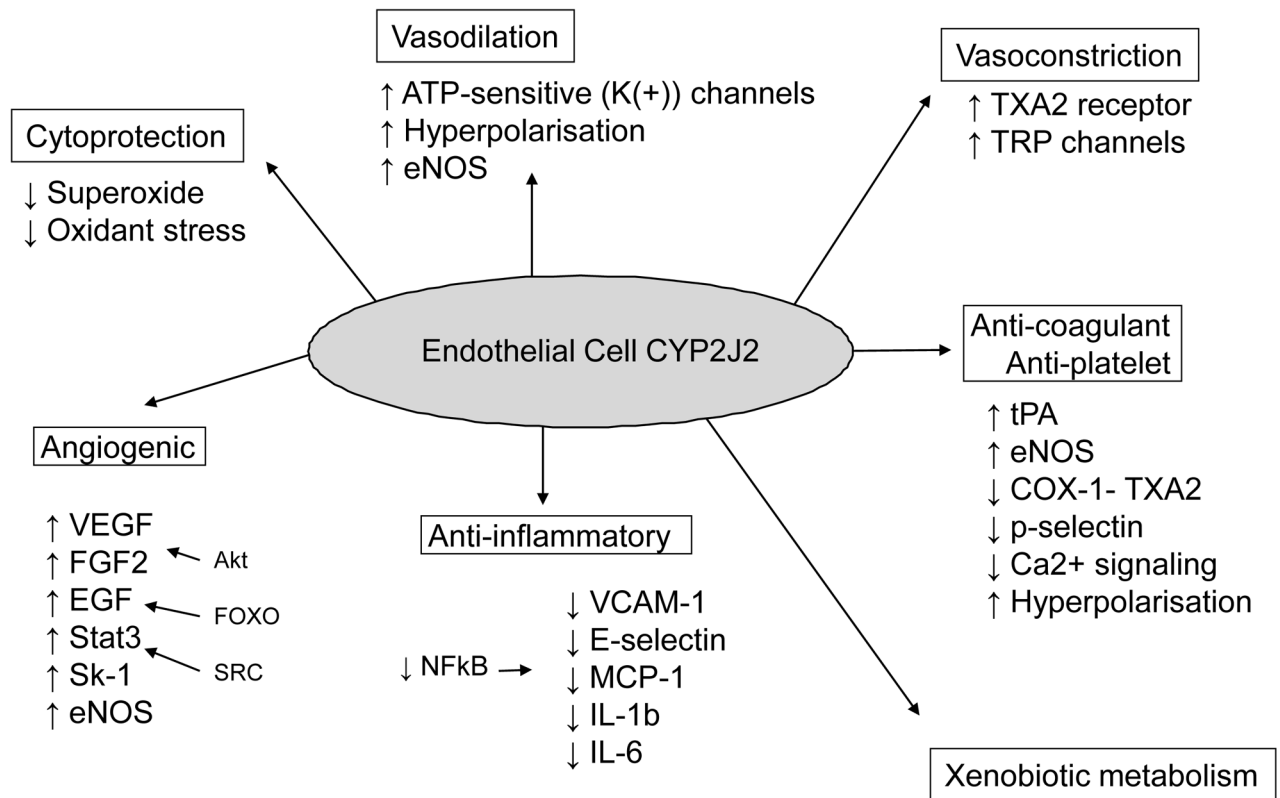 Vasodilation
↑ ATP-sensitive (K(+)) channels
↑ Hyperpolarisation
↑ eNOS
Vasoconstriction
↑ TXA2 receptor
↑ TRP channels
Cytoprotection
↓ Superoxide
↓ Oxidant stress
Endothelial Cell CYP2J2
Anti-coagulant
Anti-platelet
↑ tPA
↑ eNOS
↓ COX-1- TXA2
↓ p-selectin
↓ Ca2+ signaling
↑ Hyperpolarisation
Angiogenic
↑ VEGF
↑ FGF2
↑ EGF
↑ Stat3
↑ Sk-1
↑ eNOS
Akt
FOXO
SRC
Anti-inflammatory
↓ NFkB
↓ VCAM-1
↓ E-selectin
↓ MCP-1
↓ IL-1b
↓ IL-6
Xenobiotic metabolism